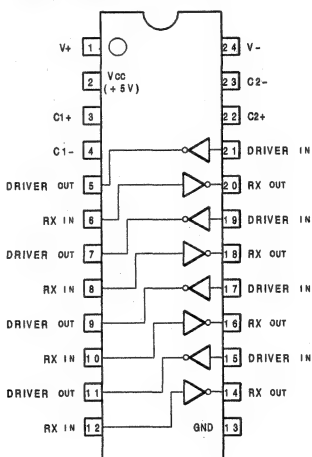 V+ 1 24 V-
2 VCC (+5V) 23 C2-
C1+ 3 22 C2+
C1- 4 21 DRIVER IN
DRIVER OUT 5 20 RX OUT
RX IN 6 19 DRIVER IN
DRIVER OUT 7 18 RX OUT
RX IN 8 17 DRIVER IN
DRIVER OUT 9 16 RX OUT
RX IN 10 15 DRIVER IN
DRIVER OUT 11 14 RX OUT
RX IN 12 GND 13